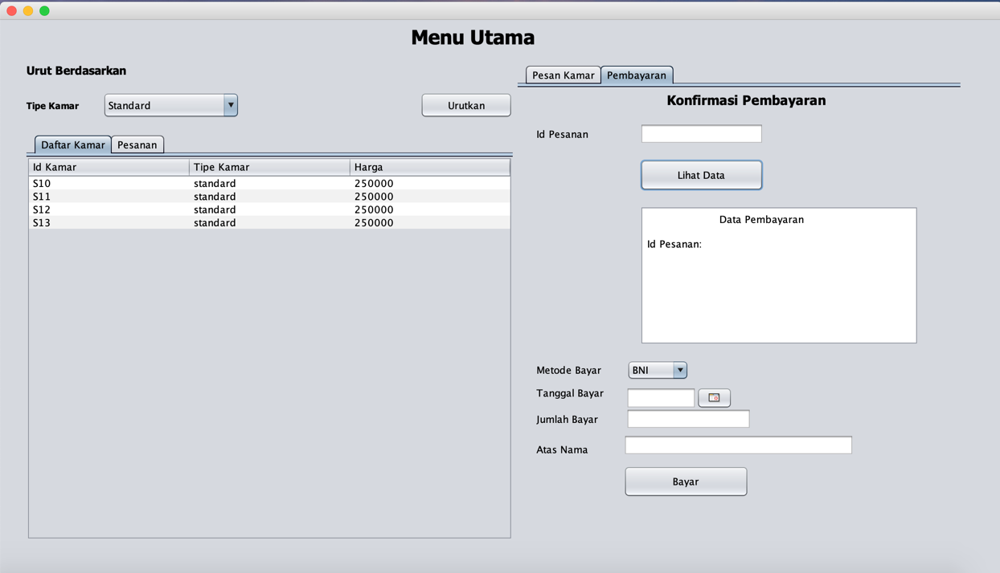 Menu Utama
Urut Berdasarkan
Tipe Kamar Standard Urutkan
Daftar Kamar Pesanan
Id Kamar Tipe Kamar Harga
S10 standard 250000
S11 standard 250000
S12 standard 250000
S13 standard 250000
Pesan Kamar Pembayaran
Konfirmasi Pembayaran
Id Pesanan
Lihat Data
Data Pembayaran
Id Pesanan:
Metode Bayar BNI
Tanggal Bayar
Jumlah Bayar
Atas Nama
Bayar